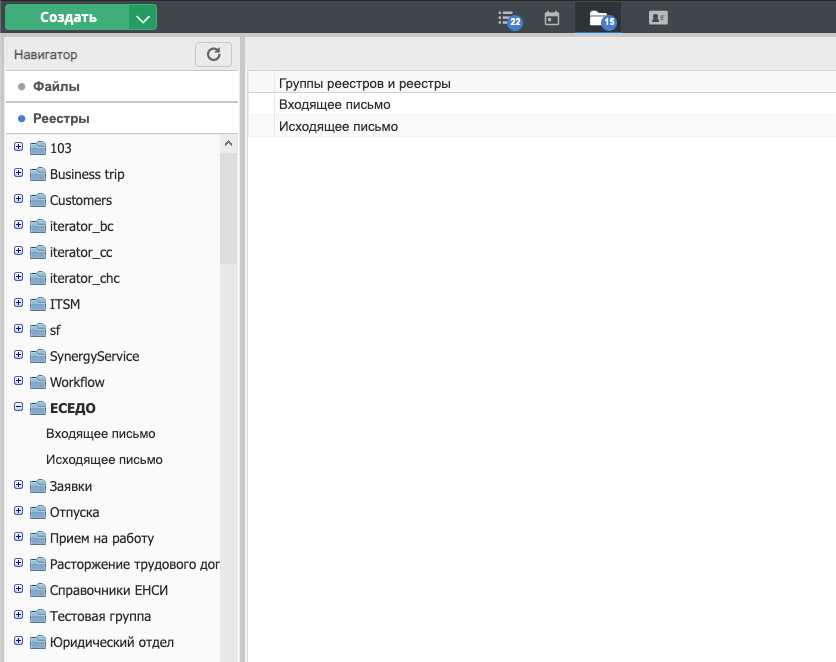 Создать
22
15
Навигатор
Файлы
Реестры
103
Business trip
Customers
iterator_bc
iterator_cc
iterator_chc
ITSM
sf
SynergyService
Workflow
ЕСЕДО
Входящее письмо
Исходящее письмо
Заявки
Отпуска
Прием на работу
Расторжение трудового дог
Справочники ЕНСИ
Тестовая группа
Юридический отдел
Группы реестров и реестры
Входящее письмо
Исходящее письмо